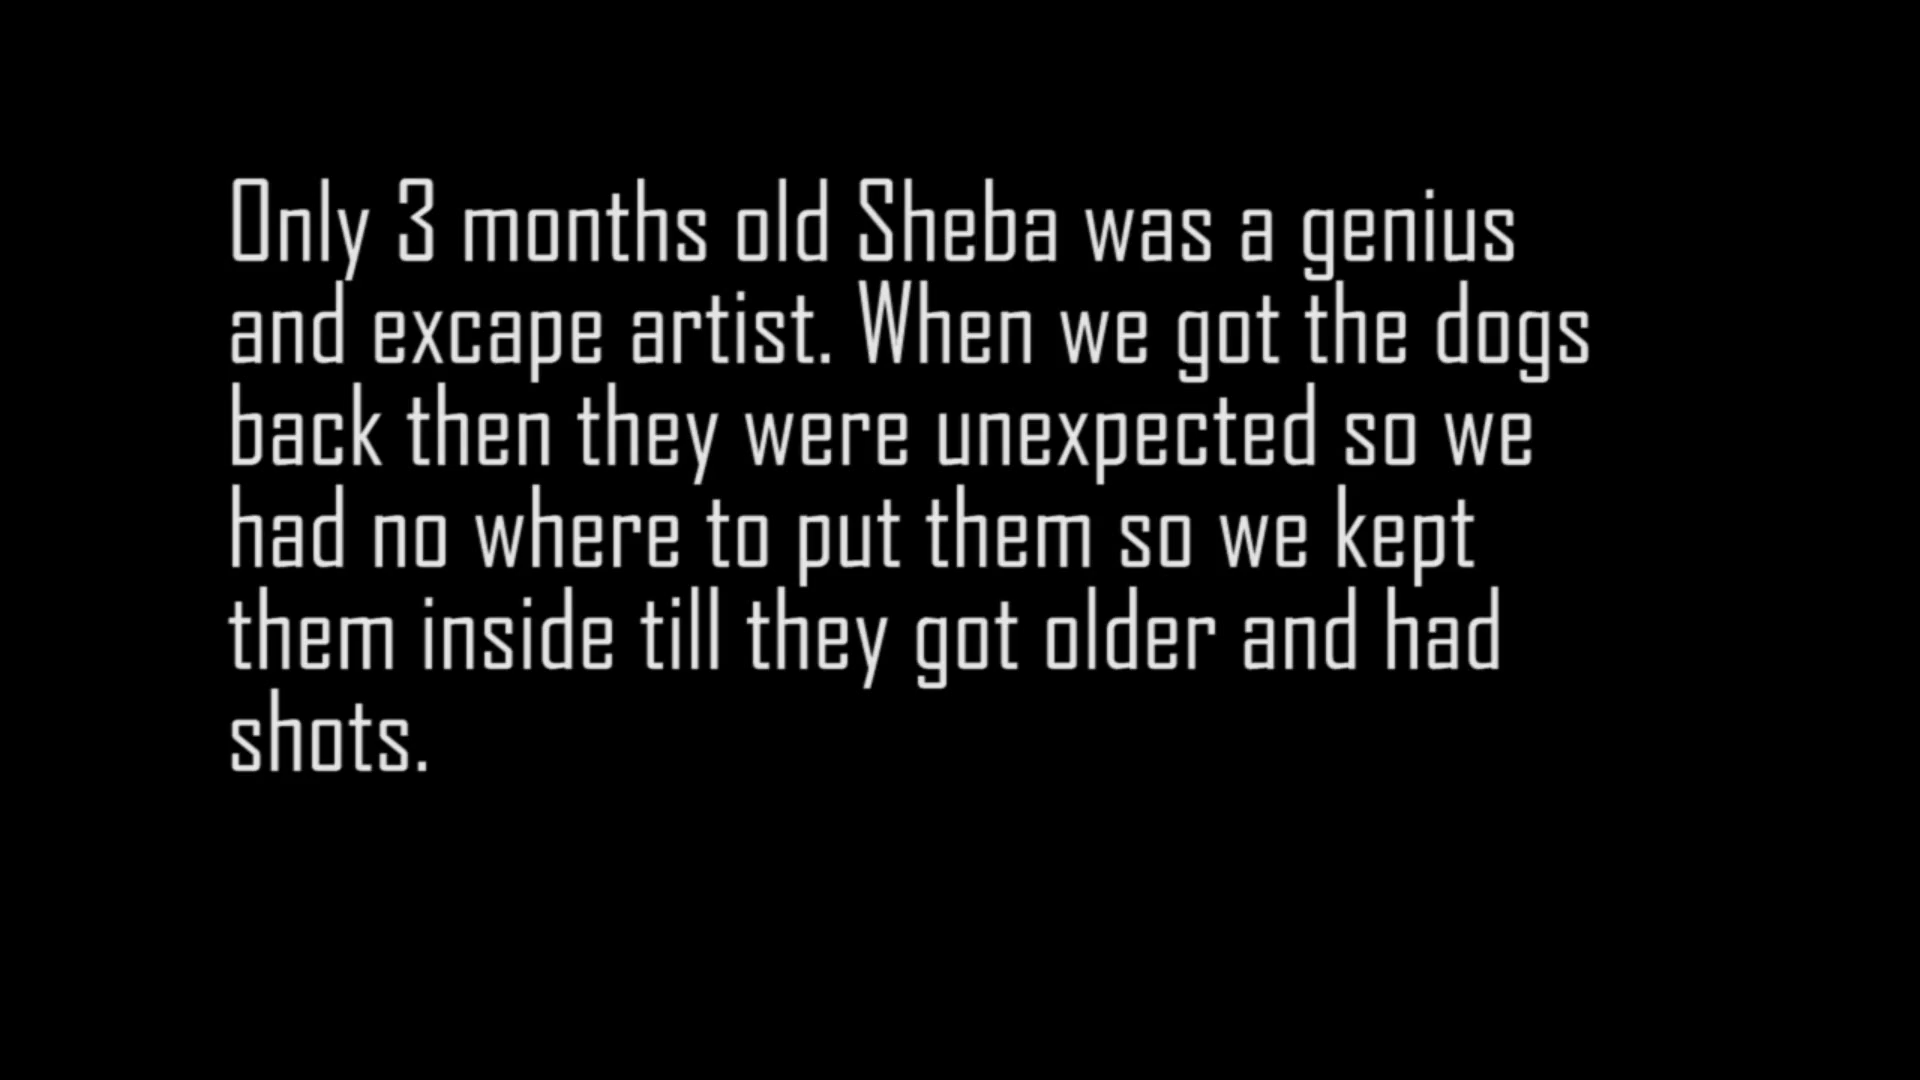 Only 3 months old Sheba was a genius
and excape artist. When we got the dogs
back then they were unexpected so we
had no where to put them so we kept
them inside till they got older and had
shots.